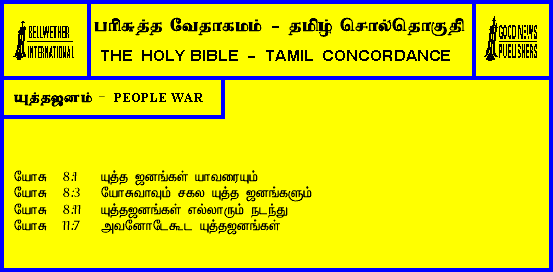 BELLWETHER INTERNATIONAL
பரிசுத்த வேதாகமம் - தமிழ் சொல்தொகுதி
THE HOLY BIBLE - TAMIL CONCORDANCE
GOOD NEWS PUBLISHERS
யுத்தஜனம் - PEOPLE WAR
யோசு 8:1 யுத்த ஜனங்கள் யாவரையும்
யோசு 8:3 யோசுவாவும் சகல யுத்த ஜனங்களும்
யோசு 8:11 யுத்தஜனங்கள் எல்லாரும் நடந்து
யோசு 11:7 அவனோடேகூட யுத்தஜனங்கள்